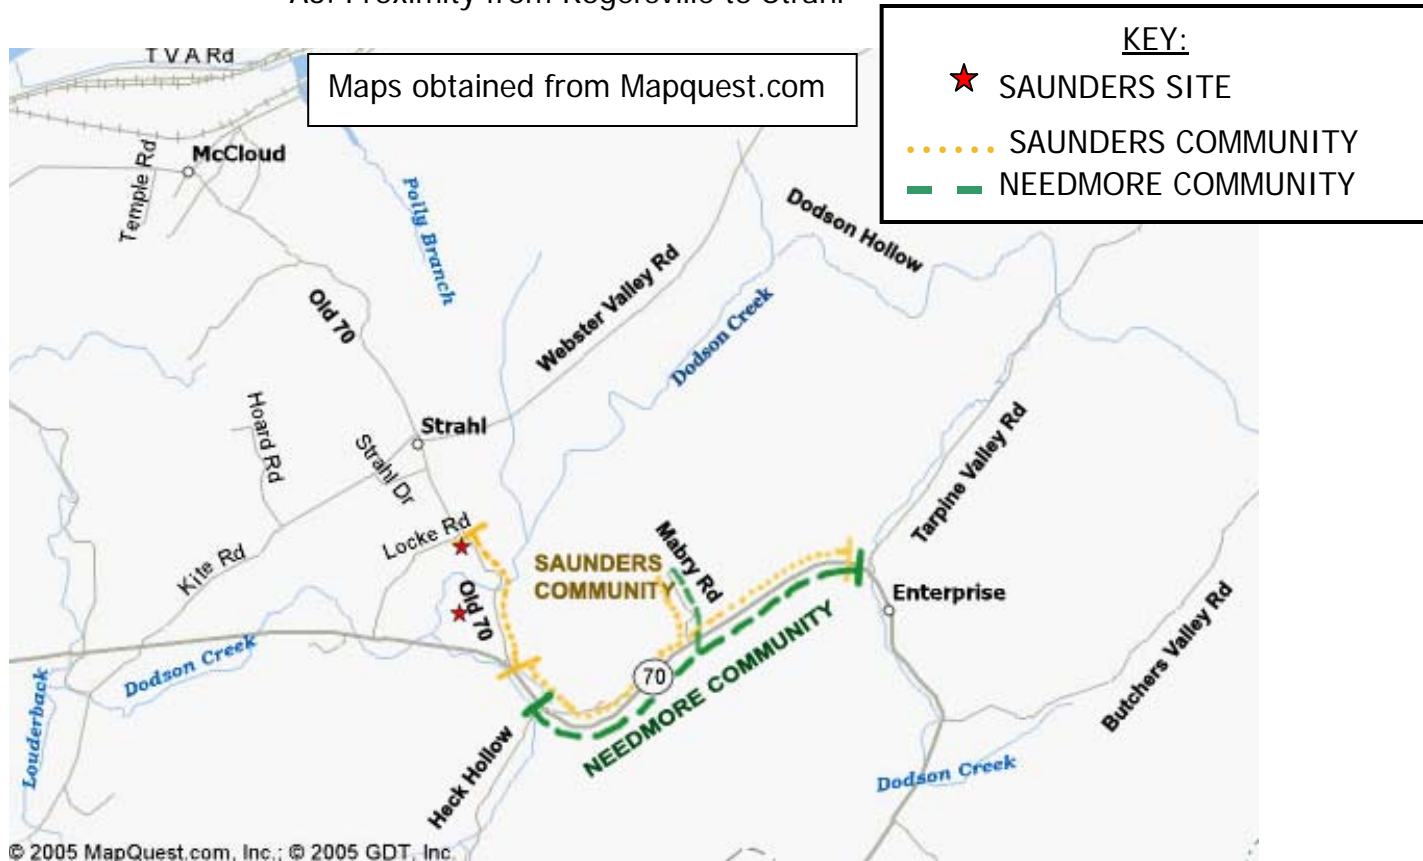 A3: Proximity from Rogersville to Strahl
KEY:
SAUNDERS SITE
SAUNDERS COMMUNITY
NEEDMORE COMMUNITY
Maps obtained from Mapquest.com
T V A Rd
McCloud
Temple Rd
Polly Branch
Dodson Hollow
Old 70
Webster Valley Rd
Dodson Creek
Hoard Rd
Strahl
Strahl Dr
Tarpine Valley Rd
Locke Rd
Kite Rd
Mabry Rd
SAUNDERS
COMMUNITY
Old 70
Enterprise
Butchers Valley Rd
Dodson Creek
70
NEEDMORE COMMUNITY
Louderback
Heck Hollow
Dodson Creek
© 2005 MapQuest.com, Inc.; © 2005 GDT, Inc.